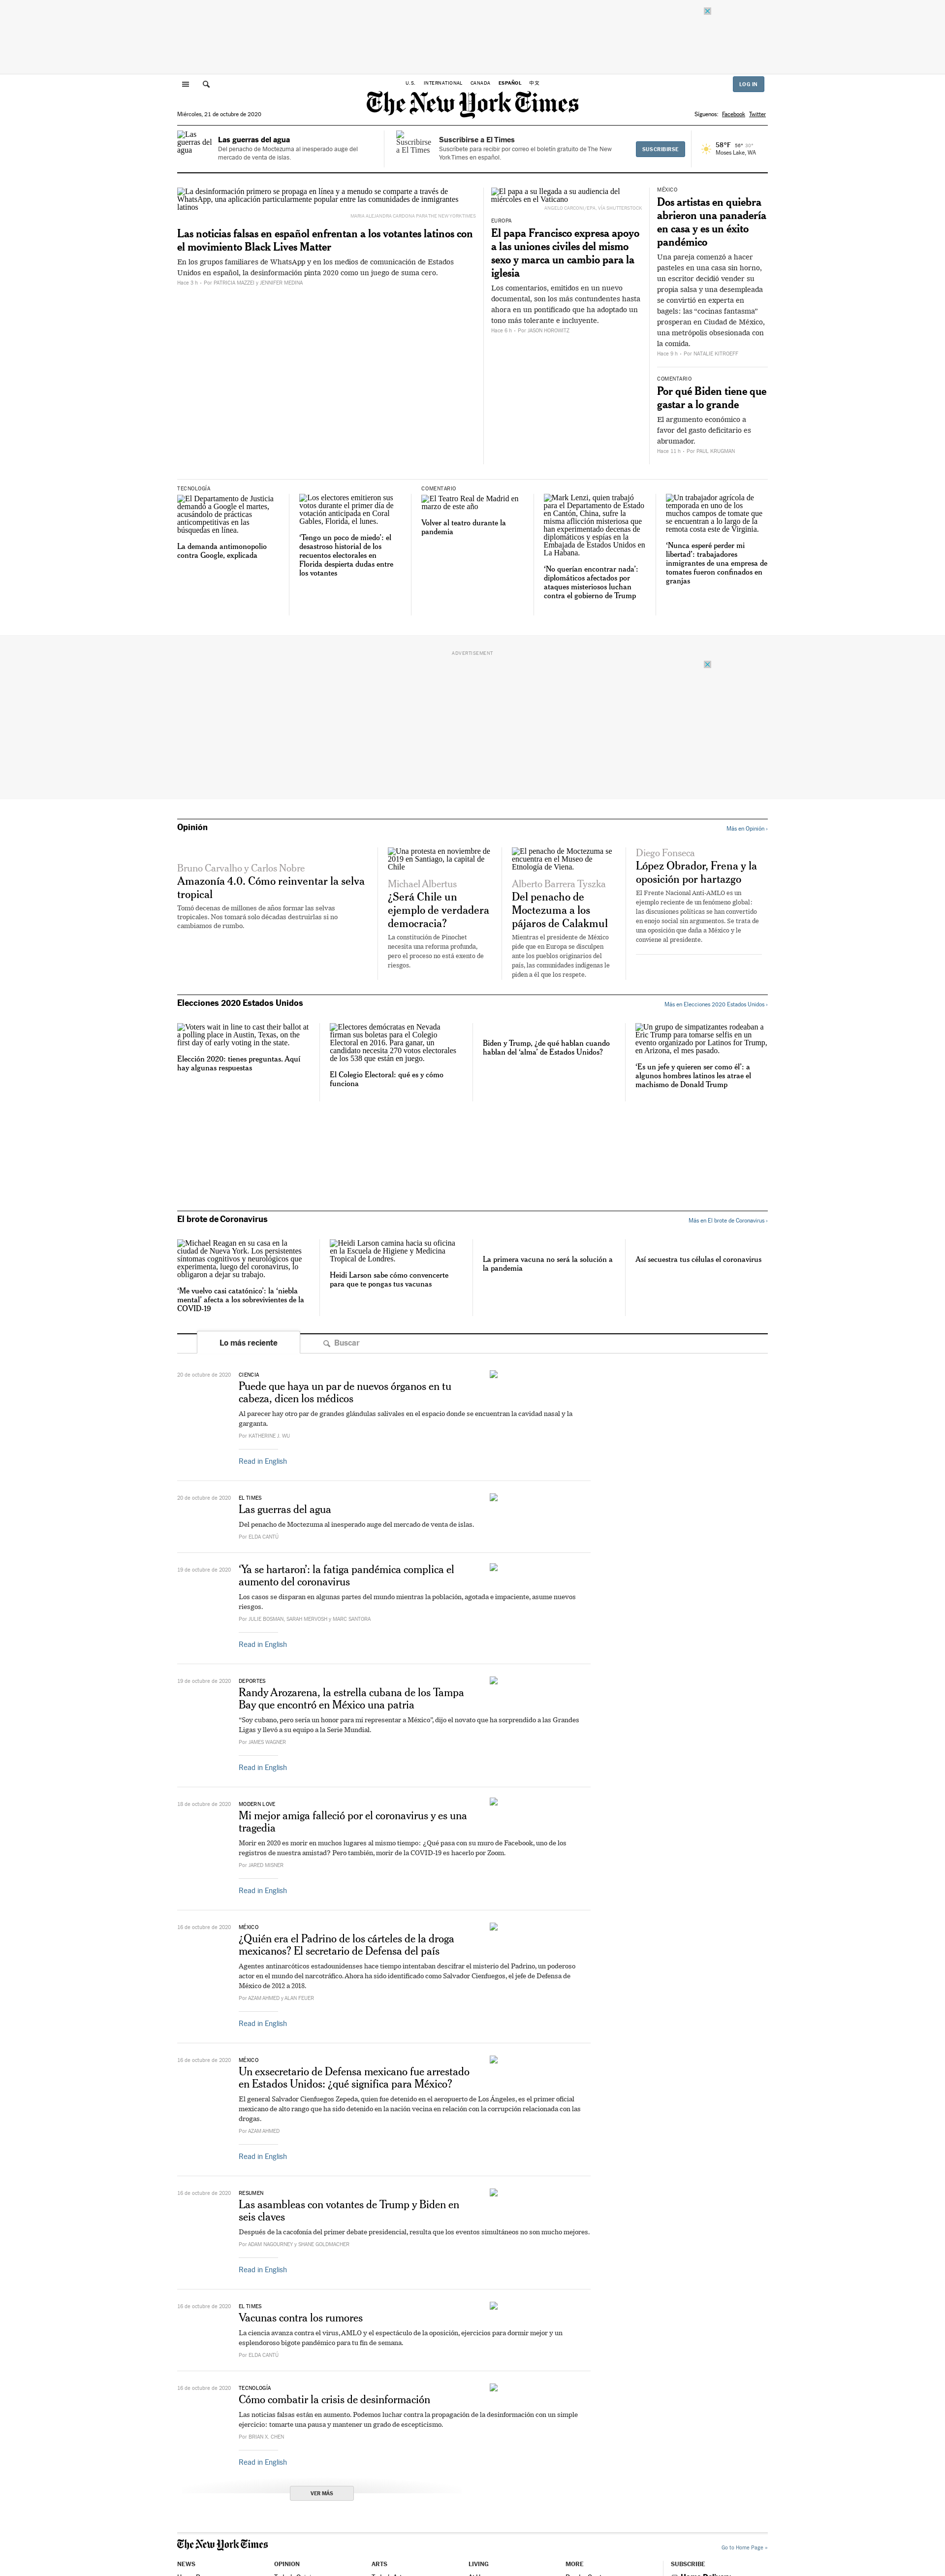 U.S. INTERNATIONAL CANADA ESPAÑOL 中文
LOG IN
The New York Times
Miércoles, 21 de octubre de 2020
Síguenos: Facebook Twitter
Las guerras del agua
Las guerras del agua
Del penacho de Moctezuma al inesperado auge del mercado de venta de islas.
Suscribirse a El Times
Suscribirse a El Times
Suscríbete para recibir por correo el boletín gratuito de The New York Times en español.
SUSCRIBIRSE
58°F 56° 30°
Moses Lake, WA
La desinformación primero se propaga en línea y a menudo se comparte a través de
WhatsApp, una aplicación particularmente popular entre las comunidades de inmigrantes
latinos
MARIA ALEJANDRA CARDONA PARA THE NEW YORK TIMES
Las noticias falsas en español enfrentan a los votantes latinos con
el movimiento Black Lives Matter
En los grupos familiares de WhatsApp y en los medios de comunicación de Estados
Unidos en español, la desinformación pinta 2020 como un juego de suma cero.
Hace 9 h - Por PATRICIA MAZZEI y JENNIFER MEDINA
El papa a su llegada a su audiencia del
miércoles en el Vaticano
ANGELO CARCONI/EPA, VÍA SHUTTERSTOCK
EUROPA
El papa Francisco expresa apoyo
a las uniones civiles del mismo
sexo y marca un cambio para la
iglesia
Los comentarios, emitidos en un nuevo
documental, son los más contundentes hasta
ahora en un pontificado que ha adoptado un
tono más tolerante e incluyente.
Hace 6 h - Por JASON HOROWITZ
MÉXICO
Dos artistas en quiebra
abrieron una panadería
en casa y es un éxito
pandémico
Una pareja comenzó a hacer
pasteles en una casa sin horno,
un escritor decidió vender su
propia salsa y una desempleada
se convirtió en experta en
bagels: las “cocinas fantasma”
prosperan en Ciudad de México,
una metrópolis obsesionada con
la comida.
Hace 9 h - Por NATALIE KITROEFF
COMENTARIO
Por qué Biden tiene que
gastar a lo grande
El argumento económico a
favor del gasto deficitario es
abrumador.
Hace 11 h - Por PAUL KRUGMAN
TECNOLOGÍA
El Departamento de Justicia
demandó a Google el martes,
acusándolo de prácticas
anticompetitivas en las
búsquedas en línea.
La demanda antimonopolio
contra Google, explicada
Los electores emitieron sus
votos durante el primer día de
votación anticipada en Coral
Gables, Florida, el lunes.
‘Tengo un poco de miedo’: el
desastroso historial de los
recuentos electorales en
Florida despierta dudas entre
los votantes
COMENTARIO
El Teatro Real de Madrid en
marzo de este año
Volver al teatro durante la
pandemia
Mark Lenzi, quien trabajó
para el Departamento de Estado
en Cantón, China, sufre la
misma aflicción misteriosa que
han experimentado decenas de
diplomáticos y espías en la
Embajada de Estados Unidos en
La Habana.
‘No querían encontrar nada’:
diplomáticos afectados por
ataques misteriosos luchan
contra el gobierno de Trump
Un trabajador agrícola de
temporada en uno de los
muchos campos de tomate que
se encuentran a lo largo de la
remota costa este de Virginia.
‘Nunca esperé perder mi
libertad’: trabajadores
inmigrantes de una empresa de
tomates fueron confinados en
granjas
ADVERTISEMENT
Opinión
Más en Opinión ›
Bruno Carvalho y Carlos Nobre
Amazonía 4.0. Cómo reinventar la selva
tropical
Tomó decenas de millones de años formar las selvas
tropicales. Nos tomará solo décadas destruirlas si no
cambiamos de rumbo.
Una protesta en noviembre de
2019 en Santiago, la capital de
Chile
Michael Albertus
¿Será Chile un
ejemplo de verdadera
democracia?
La constitución de Pinochet
necesita una reforma profunda,
pero el proceso no está exento de
riesgos.
El penacho de Moctezuma se
encuentra en el Museo de
Etnología de Viena.
Alberto Barrera Tyszka
Del penacho de
Moctezuma a los
pájaros de Calakmul
Mientras el presidente de México
pide que en Europa se disculpen
ante los pueblos originarios del
país, las comunidades indígenas le
piden a él que los respete.
Diego Fonseca
López Obrador, Frena y la
oposición por hartazgo
El Frente Nacional Anti-AMLO es un
ejemplo reciente de un fenómeno global:
las discusiones políticas se han convertido
en enojo social sin argumentos. Se trata de
una oposición que daña a México y le
conviene al presidente.
Elecciones 2020 Estados Unidos
Más en Elecciones 2020 Estados Unidos ›
Voters wait in line to cast their ballot at
a polling place in Austin, Texas, on the
first day of early voting in the state.
Elección 2020: tienes preguntas. Aquí
hay algunas respuestas
Electores demócratas en Nevada
firman sus boletas para el Colegio
Electoral en 2016. Para ganar, un
candidato necesita 270 votos electorales
de los 538 que están en juego.
El Colegio Electoral: qué es y cómo
funciona
Biden y Trump, ¿de qué hablan cuando
hablan del ‘alma’ de Estados Unidos?
Un grupo de simpatizantes rodeaban a
Eric Trump para tomarse selfis en un
evento organizado por Latinos for Trump,
en Arizona, el mes pasado.
‘Es un jefe y quieren ser como él’: a
algunos hombres latinos les atrae el
machismo de Donald Trump
El brote de Coronavirus
Más en El brote de Coronavirus ›
Michael Reagan en su casa en la
ciudad de Nueva York. Los persistentes
síntomas cognitivos y neurológicos que
experimenta, luego del coronavirus, lo
obligaron a dejar su trabajo.
‘Me vuelvo casi catatónico’: la ‘niebla
mental’ afecta a los sobrevivientes de la
COVID-19
Heidi Larson camina hacia su oficina
en la Escuela de Higiene y Medicina
Tropical de Londres.
Heidi Larson sabe cómo convencerte
para que te pongas tus vacunas
La primera vacuna no será la solución a
la pandemia
Así secuestra tus células el coronavirus
Lo más reciente
Buscar
20 de octubre de 2020
CIENCIA
Puede que haya un par de nuevos órganos en tu
cabeza, dicen los médicos
Al parecer hay otro par de grandes glándulas salivales en el espacio donde se encuentran la cavidad nasal y la
garganta.
Por KATHERINE J. WU
Read in English
20 de octubre de 2020
EL TIMES
Las guerras del agua
Del penacho de Moctezuma al inesperado auge del mercado de venta de islas.
Por ELDA CANTÚ
19 de octubre de 2020
‘Ya se hartaron’: la fatiga pandémica complica el
aumento del coronavirus
Los casos se disparan en algunas partes del mundo mientras la población, agotada e impaciente, asume nuevos
riesgos.
Por JULIE BOSMAN, SARAH MERVOSH y MARC SANTORA
Read in English
19 de octubre de 2020
DEPORTES
Randy Arozarena, la estrella cubana de los Tampa
Bay que encontró en México una patria
“Soy cubano, pero sería un honor para mí representar a México”, dijo el novato que ha sorprendido a las Grandes
Ligas y llevó a su equipo a la Serie Mundial.
Por JAMES WAGNER
Read in English
18 de octubre de 2020
MODERN LOVE
Mi mejor amiga falleció por el coronavirus y es una
tragedia
Morir en 2020 es morir en muchos lugares al mismo tiempo: ¿Qué pasa con su muro de Facebook, uno de los
registros de nuestra amistad? Pero también, morir de la COVID-19 es hacerlo por Zoom.
Por JARED MISNER
Read in English
16 de octubre de 2020
MÉXICO
¿Quién era el Padrino de los cárteles de la droga
mexicanos? El secretario de Defensa del país
Agentes antinarcóticos estadounidenses hace tiempo intentaban descifrar el misterio del Padrino, un poderoso
actor en el mundo del narcotráfico. Ahora ha sido identificado como Salvador Cienfuegos, el jefe de Defensa de
México de 2012 a 2018.
Por AZAM AHMED y ALAN FEUER
Read in English
16 de octubre de 2020
MÉXICO
Un exsecretario de Defensa mexicano fue arrestado
en Estados Unidos: ¿qué significa para México?
El general Salvador Cienfuegos Zepeda, quien fue detenido en el aeropuerto de Los Ángeles, es el primer oficial
mexicano de alto rango que ha sido detenido en la nación vecina en relación con la corrupción relacionada con las
drogas.
Por AZAM AHMED
Read in English
16 de octubre de 2020
RESUMEN
Las asambleas con votantes de Trump y Biden en
seis claves
Después de la cacofonía del primer debate presidencial, resulta que los eventos simultáneos no son mucho mejores.
Por ADAM NAGOURNEY y SHANE GOLDMACHER
Read in English
16 de octubre de 2020
EL TIMES
Vacunas contra los rumores
La ciencia avanza contra el virus, AMLO y el espectáculo de la oposición, ejercicios para dormir mejor y un
esplendoroso bigote pandémico para tu fin de semana.
Por ELDA CANTÚ
16 de octubre de 2020
TECNOLOGÍA
Cómo combatir la crisis de desinformación
Las noticias falsas están en aumento. Podemos luchar contra la propagación de la desinformación con un simple
ejercicio: tomarte una pausa y mantener un grado de escepticismo.
Por BRIAN X. CHEN
Read in English
VER MÁS
The New York Times
Go to Home Page »
NEWS OPINION ARTS LIVING MORE SUBSCRIBE